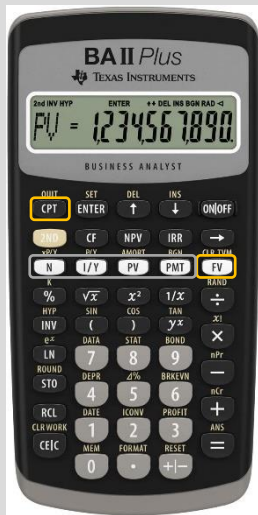 BA II Plus
TEXAS INSTRUMENTS
2nd INV HYP ENTER ↑↓ DEL INS BGN RAD ◁
PV = 1,234,567,890.
BUSINESS ANALYST
QUIT SET DEL INS
CPT ENTER ↑ ↓ ON|OFF
2ND CF NPV IRR →
xP/Y P/Y AMORT BGN CLR TVM
N I/Y PV PMT FV
K RAND
% √x x² 1/x ÷
HYP SIN COS TAN x!
INV ( ) yˣ ×
eˣ DATA STAT BOND nPr
LN 7 8 9 −
ROUND DEPR Δ% BRKEVN nCr
STO 4 5 6 +
DATE ICONV PROFIT ANS
RCL 1 2 3 =
CLR WORK MEM FORMAT RESET
CE|C 0 . +|−